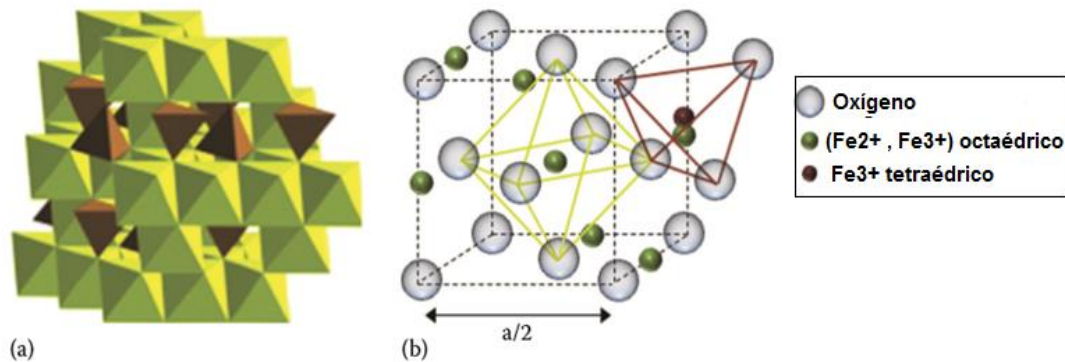 Oxígeno
(Fe2+ , Fe3+) octaédrico
Fe3+ tetraédrico
a/2
(a)
(b)